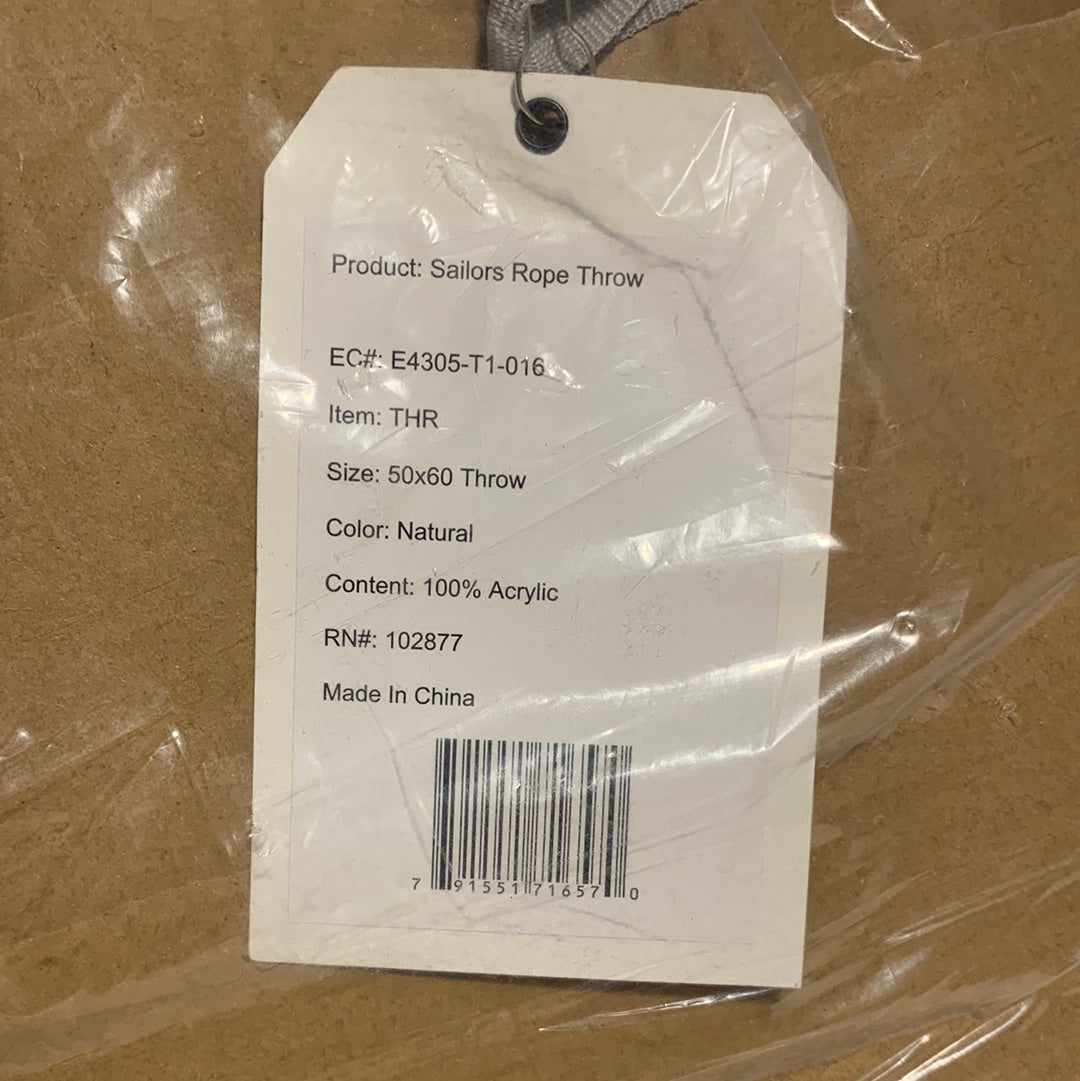 Product: Sailors Rope Throw
EC#: E4305-T1-016
Item: THR
Size: 50x60 Throw
Color: Natural
Content: 100% Acrylic
RN#: 102877
Made In China
7 91551 71657 0